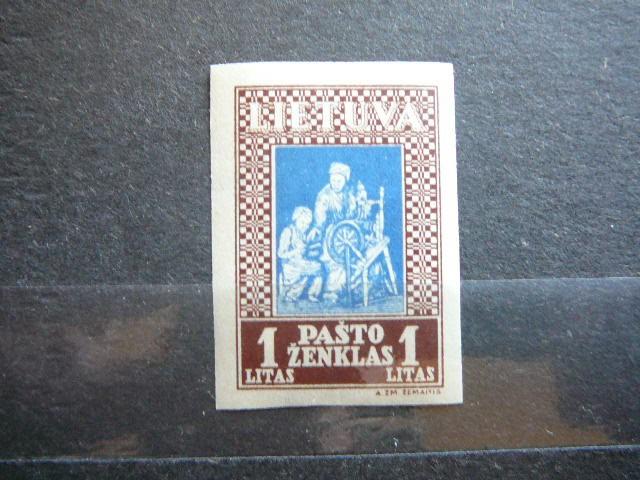 LIETUVA
1 PAŠTO 1
LITAS ŽENKLAS LITAS
A. ŽM. ŽEMAITIS